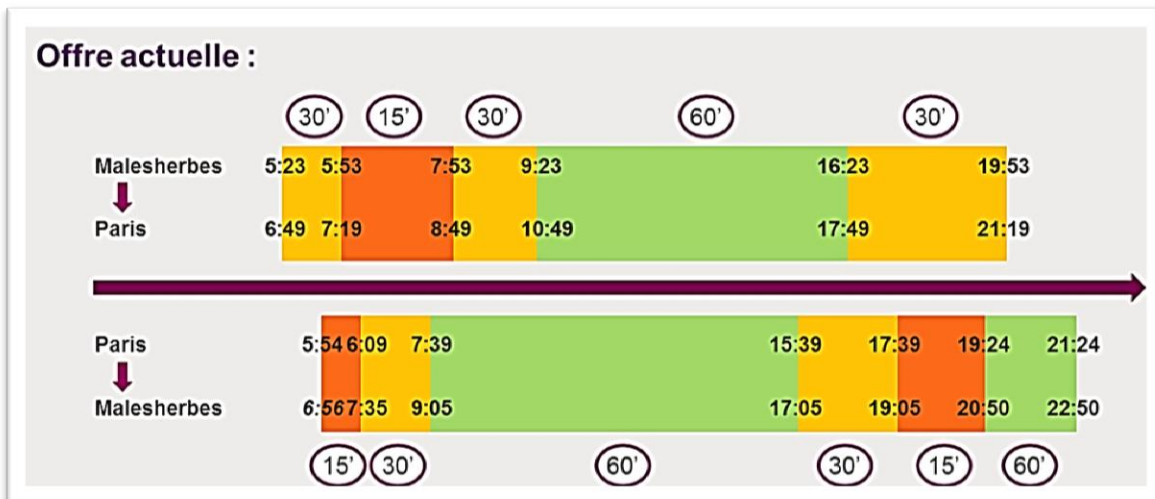 Offre actuelle :
30' 15' 30' 60' 30'
Malesherbes 5:23 5:53 7:53 9:23 16:23 19:53
Paris 6:49 7:19 8:49 10:49 17:49 21:19
Paris 5:54 6:09 7:39 15:39 17:39 19:24 21:24
Malesherbes 6:56 7:35 9:05 17:05 19:05 20:50 22:50
15' 30' 60' 30' 15' 60'